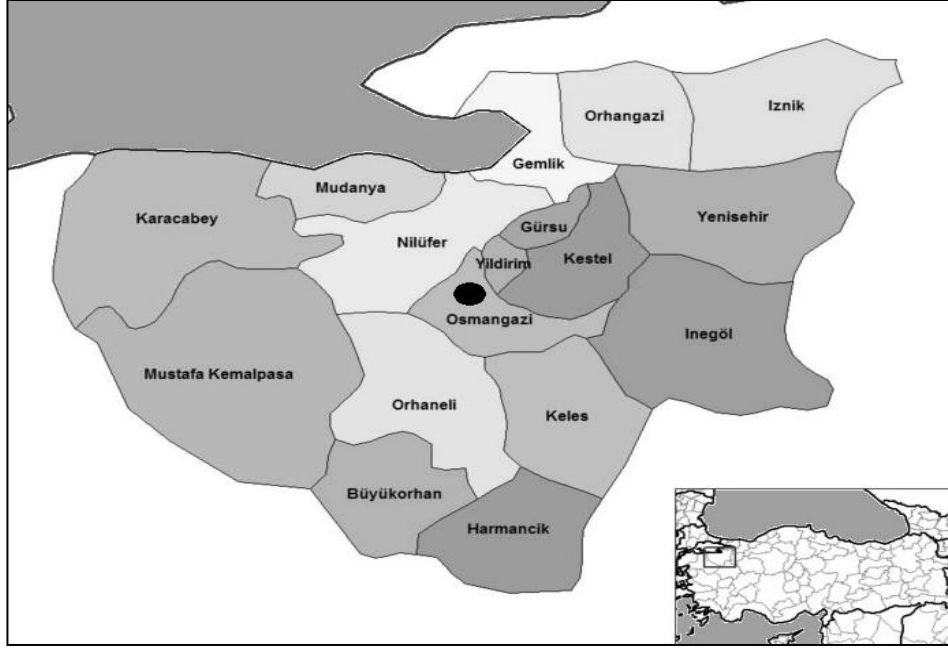 Iznik
Orhangazi
Gemlik
Mudanya
Karacabey
Yenisehir
Gürsu
Nilüfer
Kestel
Yildirim
Osmangazi
Inegöl
Mustafa Kemalpasa
Orhaneli
Keles
Büyükorhan
Harmancik